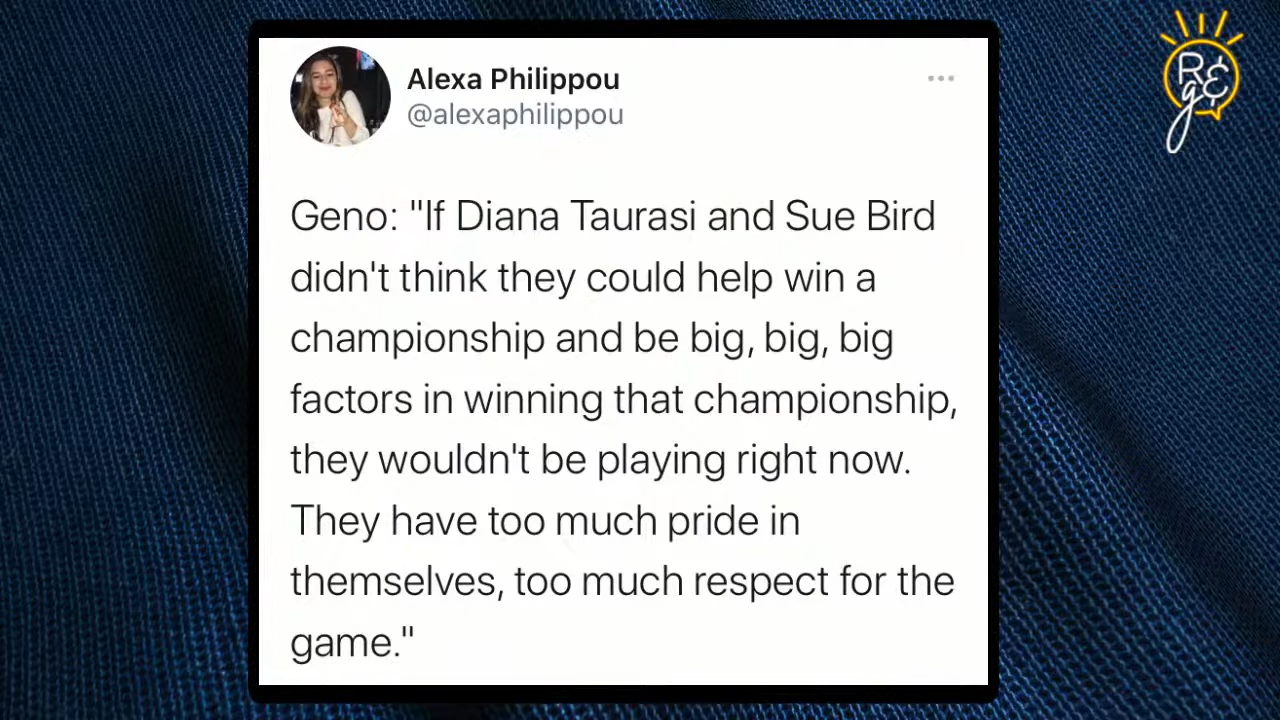 Alexa Philippou
@alexaphilippou
Geno: "If Diana Taurasi and Sue Bird
didn't think they could help win a
championship and be big, big, big
factors in winning that championship,
they wouldn't be playing right now.
They have too much pride in
themselves, too much respect for the
game."
R&
g